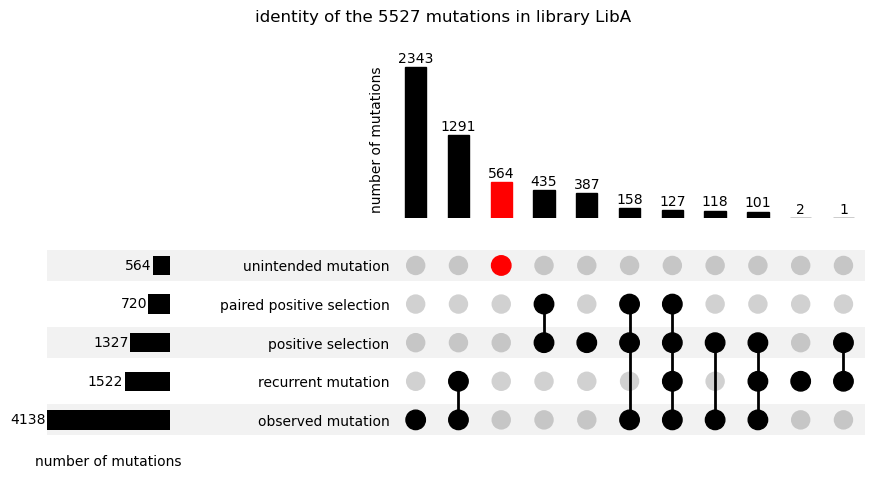 identity of the 5527 mutations in library LibA
number of mutations
2343
1291
564
435
387
158
127
118
101
2
1
564
unintended mutation
720
paired positive selection
1327
positive selection
1522
recurrent mutation
4138
observed mutation
number of mutations